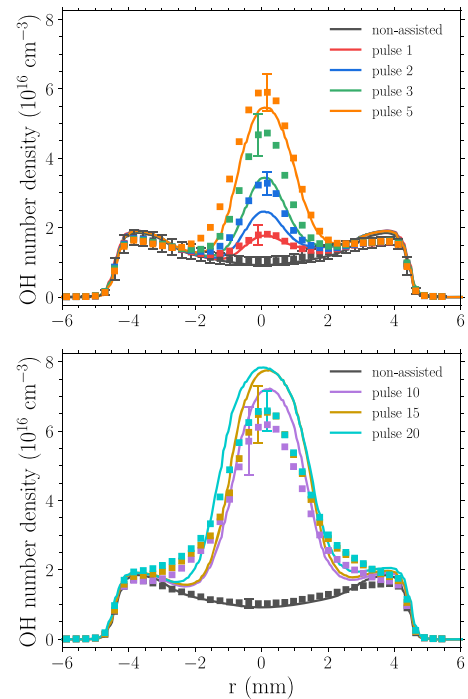 8
6
4
2
0
OH number density (10¹⁶ cm⁻³)
non-assisted
pulse 1
pulse 2
pulse 3
pulse 5
−6 −4 −2 0 2 4 6
8
6
4
2
0
OH number density (10¹⁶ cm⁻³)
non-assisted
pulse 10
pulse 15
pulse 20
−6 −4 −2 0 2 4 6
r (mm)